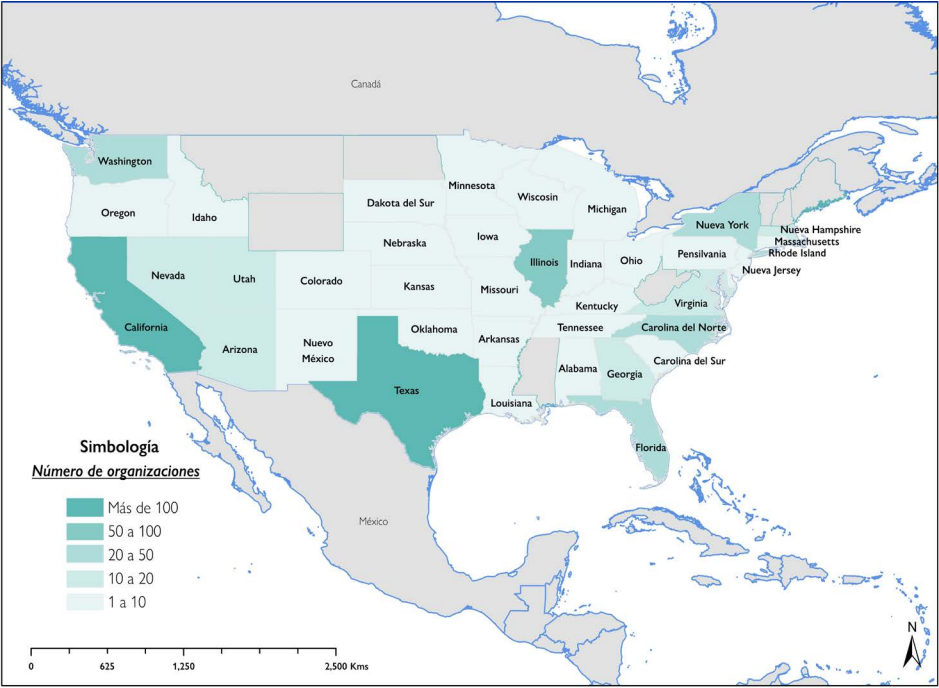 Canadá
Washington
Oregon
Idaho
Minnesota
Dakota del Sur
Wiscosin
Michigan
Nueva York
Nueva Hampshire
Massachusetts
Rhode Island
Nueva Jersey
Nebraska
Iowa
Illinois
Indiana
Ohio
Pensilvania
Nevada
Utah
Colorado
Kansas
Missouri
Kentucky
Virginia
California
Arizona
Nuevo
México
Oklahoma
Arkansas
Tennessee
Carolina del Norte
Carolina del Sur
Texas
Louisiana
Alabama
Georgia
Florida
México
Simbología
Número de organizaciones
Más de 100
50 a 100
20 a 50
10 a 20
1 a 10
0 625 1,250 2,500 Kms
N